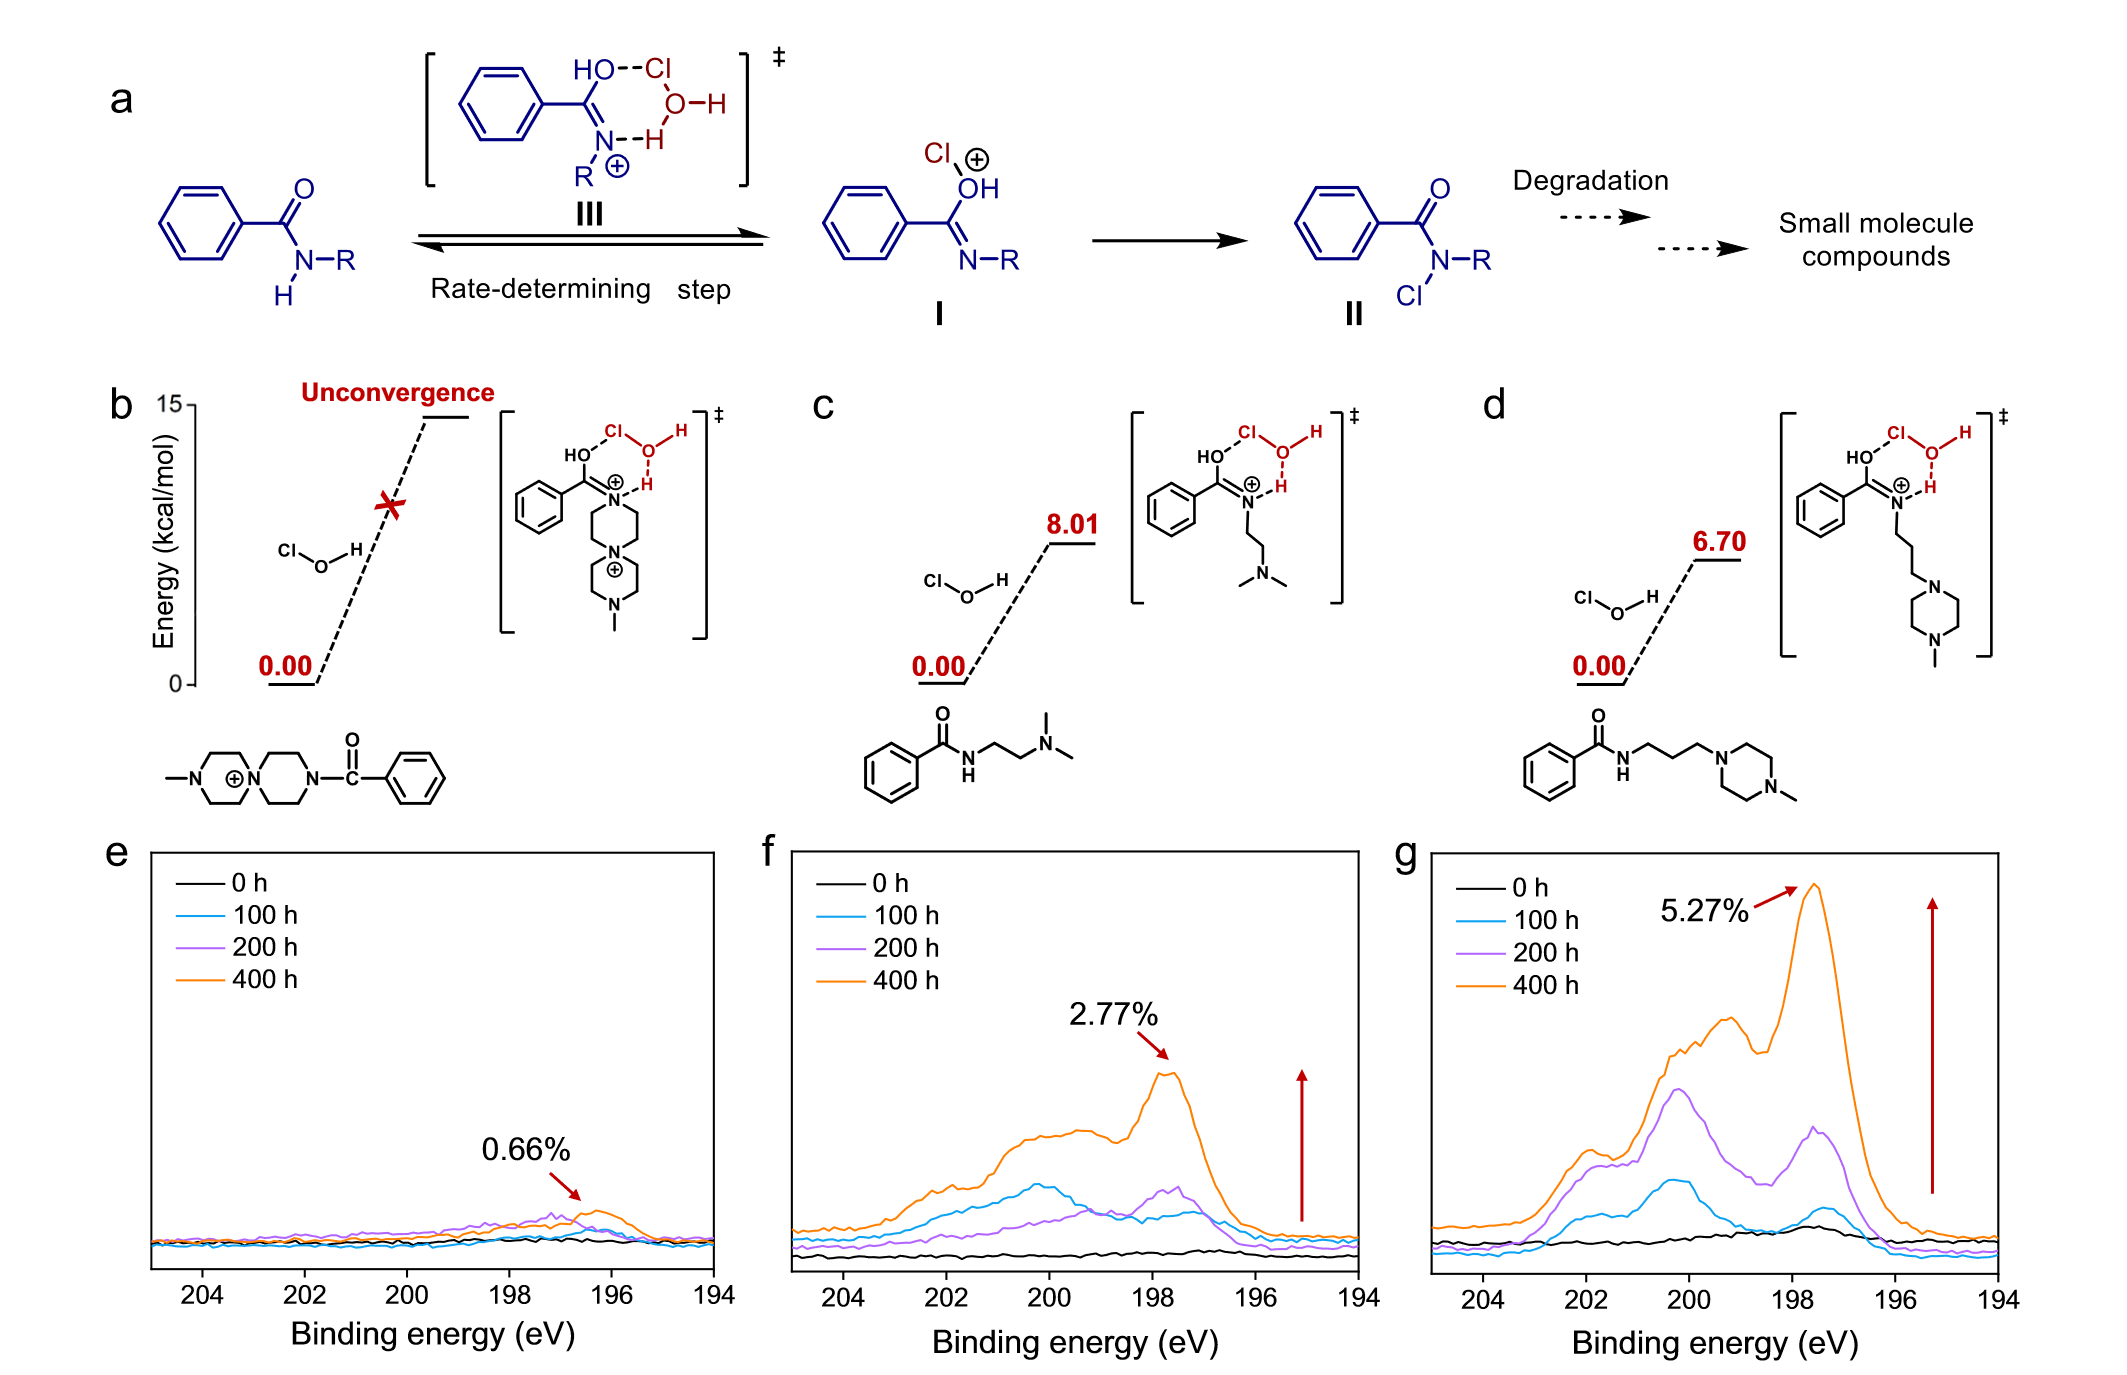 a
HO
Cl
O
H
N
H
R
⊕
‡
III
O
N
R
H
Rate-determining step
Cl
⊕
OH
N
R
I
O
N
R
Cl
II
Degradation
Small molecule
compounds
b
15
0
Energy (kcal/mol)
Unconvergence
Cl
O
H
0.00
‡
Cl
H
O
HO
H
⊕
N
N
⊕
N
N
⊕
N
N
O
C
c
8.01
Cl
O
H
0.00
‡
Cl
H
O
HO
H
⊕
N
N
O
N
H
N
d
6.70
Cl
O
H
0.00
‡
Cl
H
O
HO
H
⊕
N
N
N
O
N
H
N
N
e
0 h
100 h
200 h
400 h
0.66%
204 202 200 198 196 194
Binding energy (eV)
f
0 h
100 h
200 h
400 h
2.77%
204 202 200 198 196 194
Binding energy (eV)
g
0 h
100 h
200 h
400 h
5.27%
204 202 200 198 196 194
Binding energy (eV)